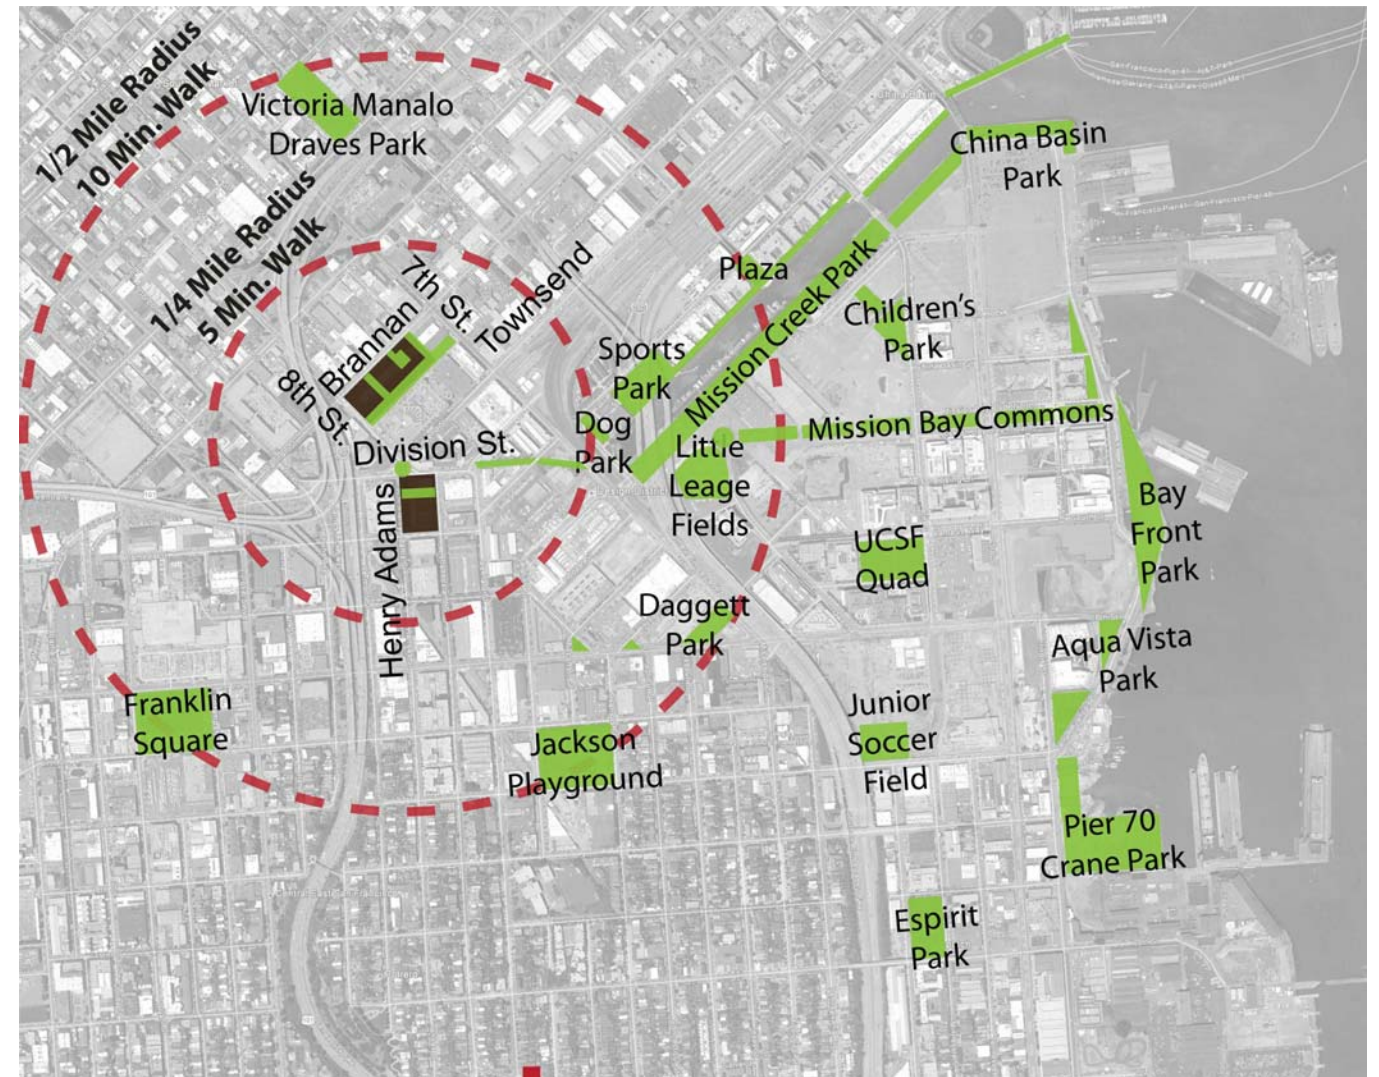 1/2 Mile Radius
10 Min. Walk
Victoria Manalo
Draves Park
1/4 Mile Radius
5 Min. Walk
China Basin
Park
7th St.
Townsend
Brannan
8th St.
Plaza
Mission Creek Park
Children's
Park
Sports
Park
Dog
Park
Division St.
Little
Leage
Fields
Mission Bay Commons
Henry Adams
Bay
Front
Park
UCSF
Quad
Daggett
Park
Aqua Vista
Park
Franklin
Square
Jackson
Playground
Junior
Soccer
Field
Pier 70
Crane Park
Espirit
Park